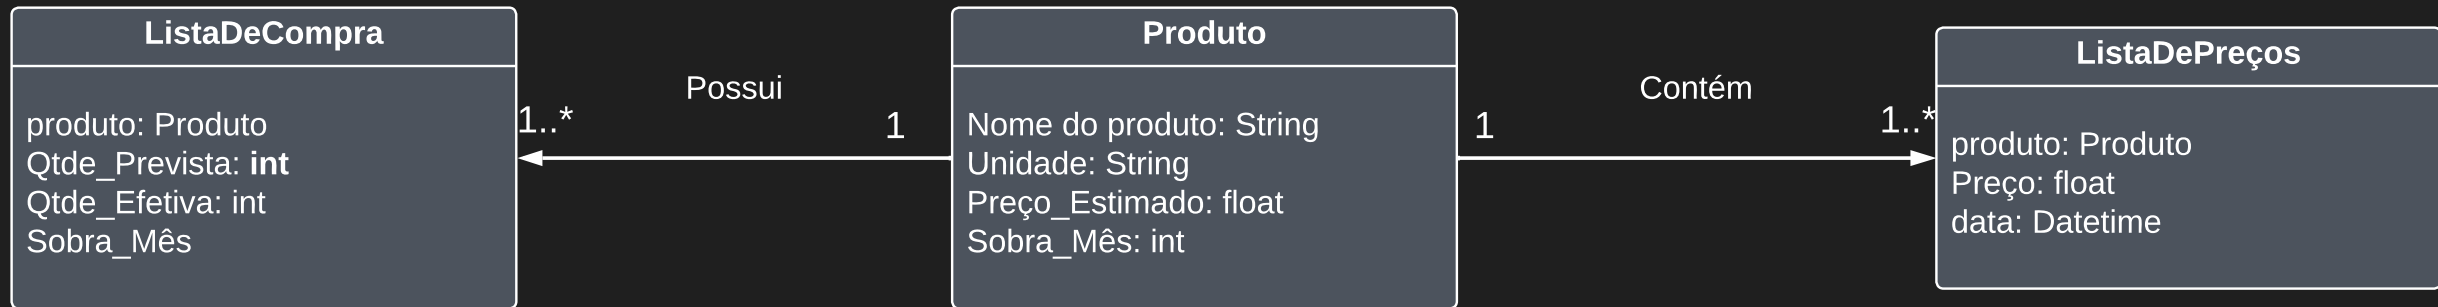 ListaDeCompra
produto: Produto
Qtde_Prevista: int
Qtde_Efetiva: int
Sobra_Mês
1..*
Possui
1
Produto
Nome do produto: String
Unidade: String
Preço_Estimado: float
Sobra_Mês: int
1
Contém
1..*
ListaDePreços
produto: Produto
Preço: float
data: Datetime